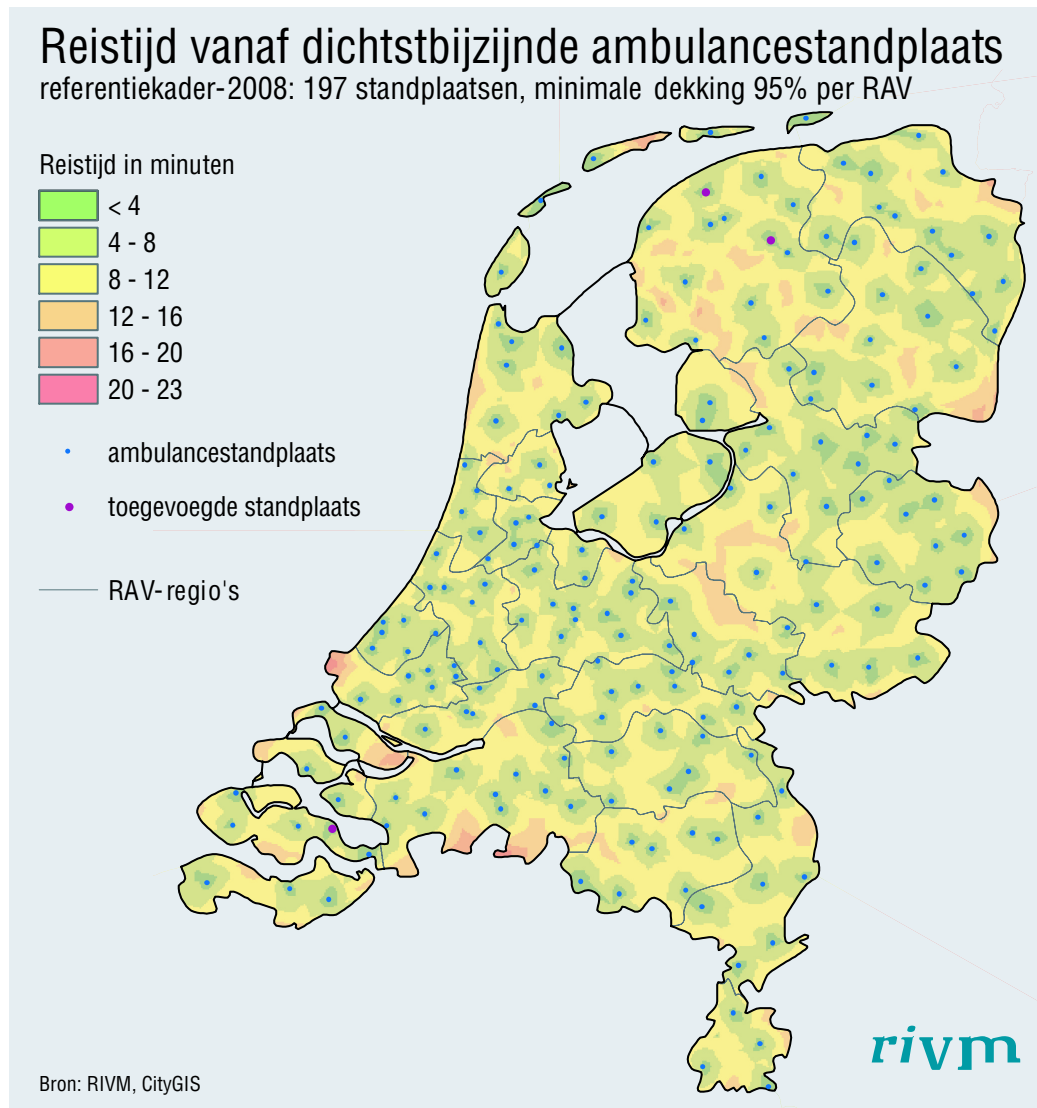 Reistijd vanaf dichtstbijzijnde ambulancestandplaats
referentiekader-2008: 197 standplaatsen, minimale dekking 95% per RAV
Reistijd in minuten
< 4
4 - 8
8 - 12
12 - 16
16 - 20
20 - 23
ambulancestandplaats
toegevoegde standplaats
RAV-regio's
rivm
Bron: RIVM, CityGIS